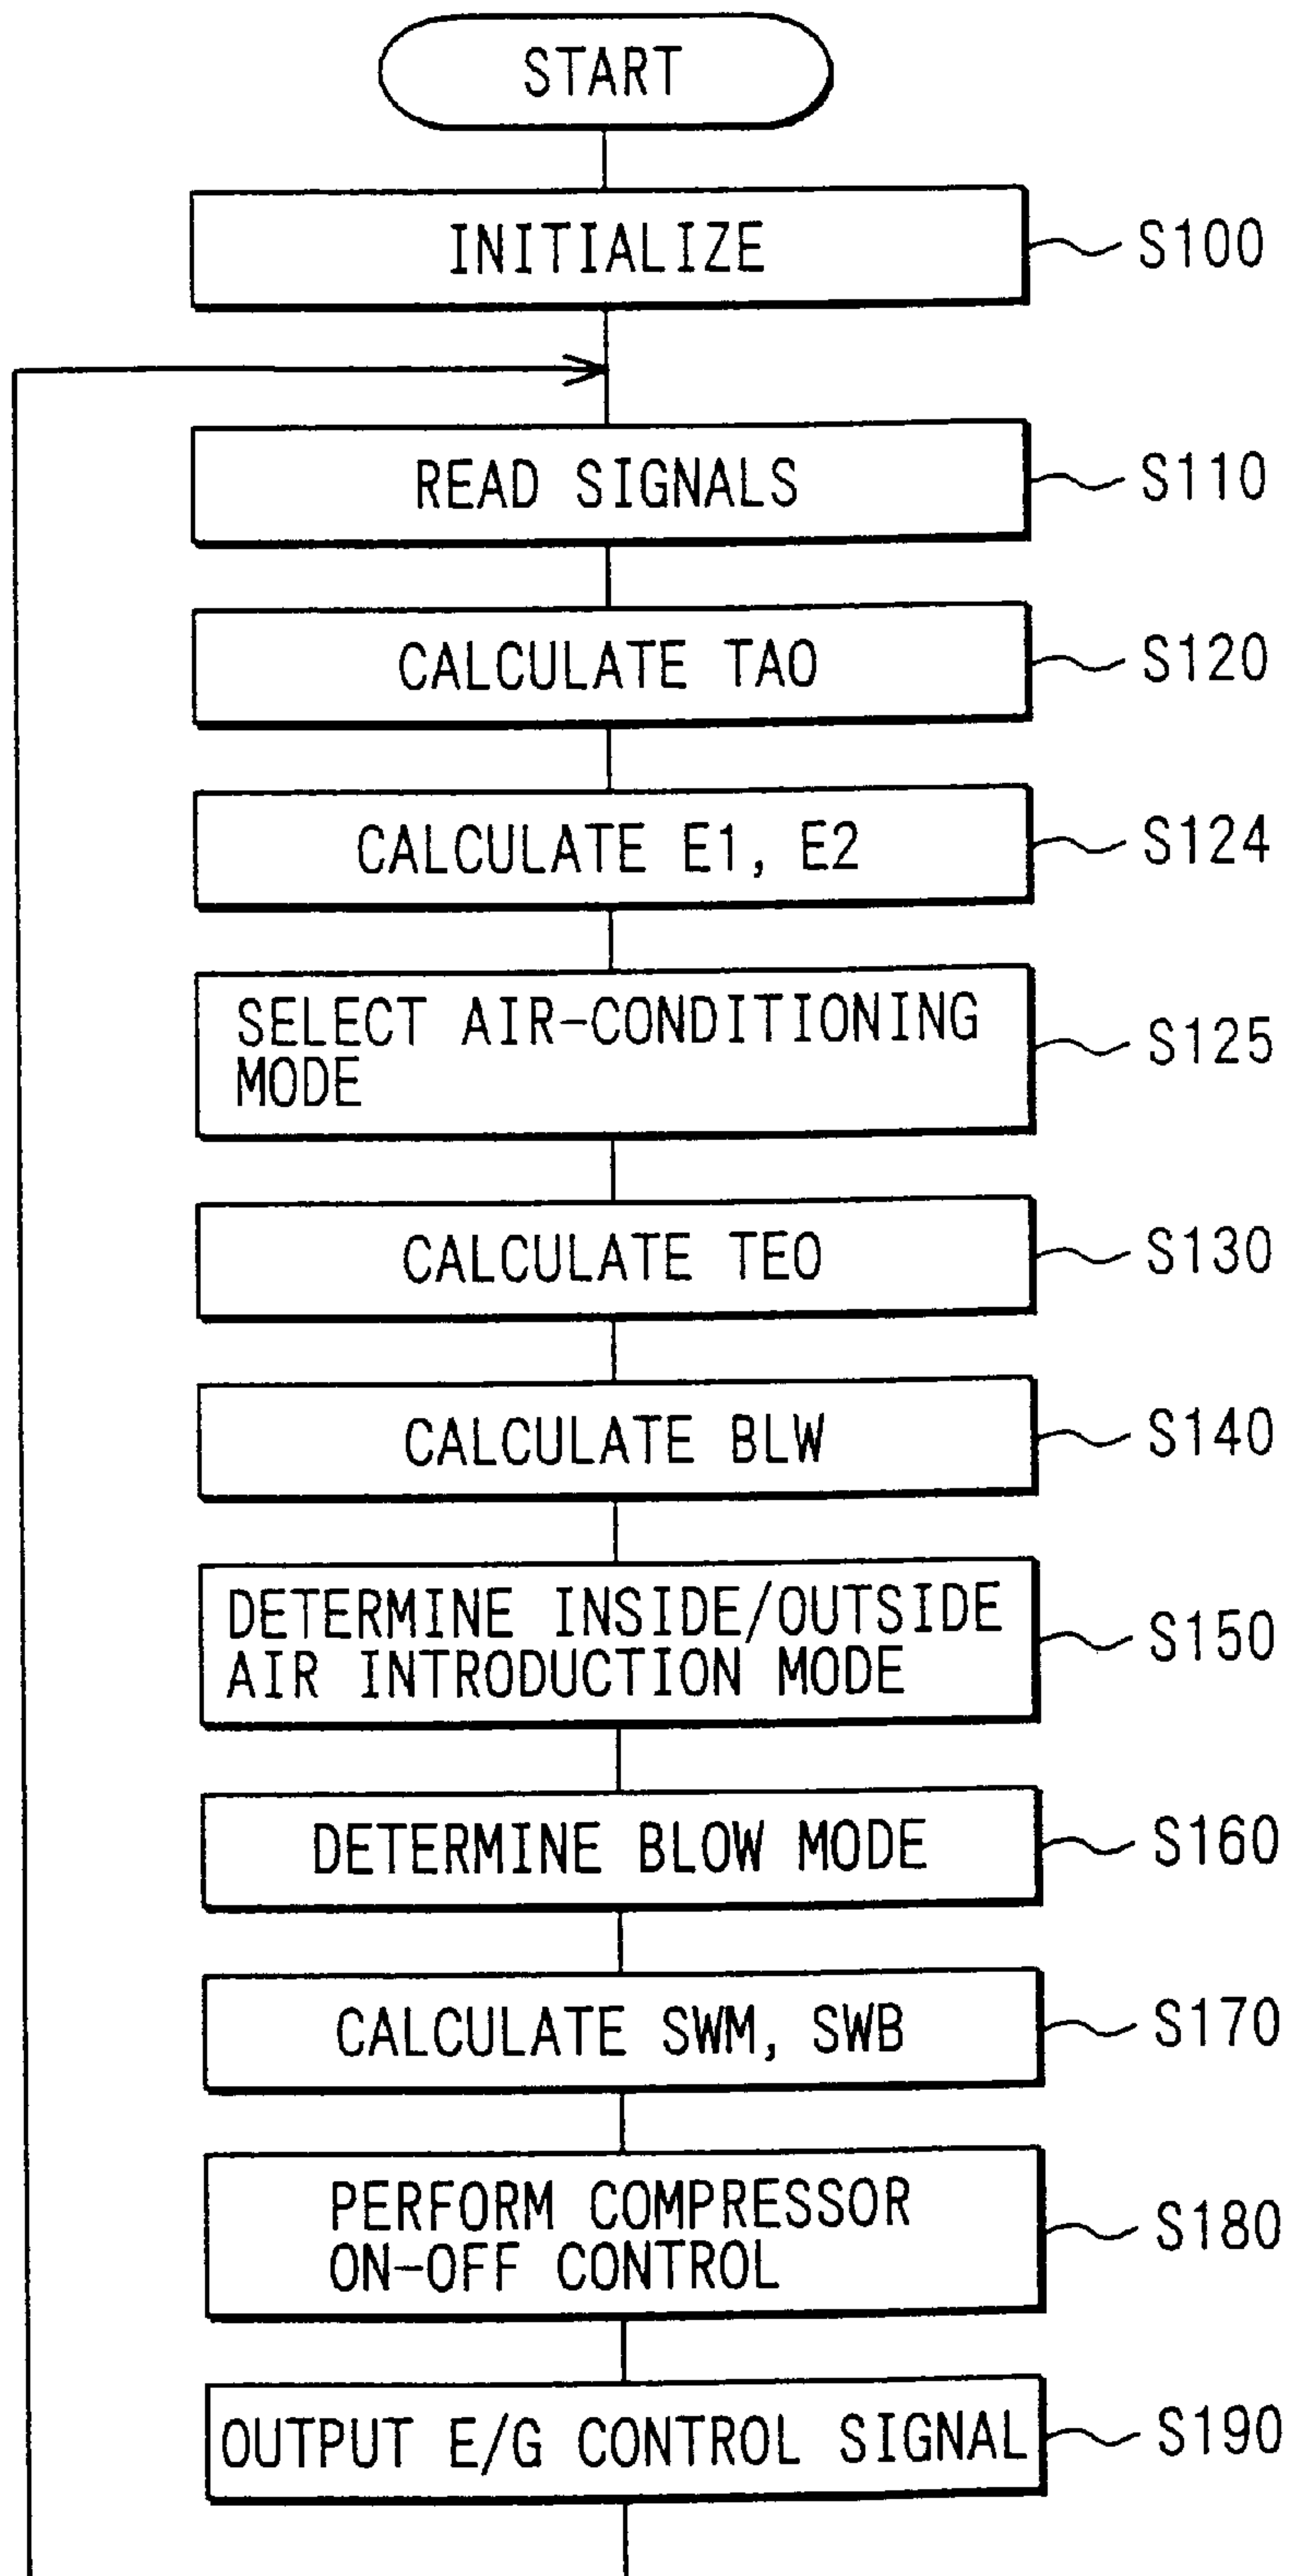 START
INITIALIZE
S100
READ SIGNALS
S110
CALCULATE TAO
S120
CALCULATE E1, E2
S124
SELECT AIR-CONDITIONING
MODE
S125
CALCULATE TEO
S130
CALCULATE BLW
S140
DETERMINE INSIDE/OUTSIDE
AIR INTRODUCTION MODE
S150
DETERMINE BLOW MODE
S160
CALCULATE SWM, SWB
S170
PERFORM COMPRESSOR
ON-OFF CONTROL
S180
OUTPUT E/G CONTROL SIGNAL
S190